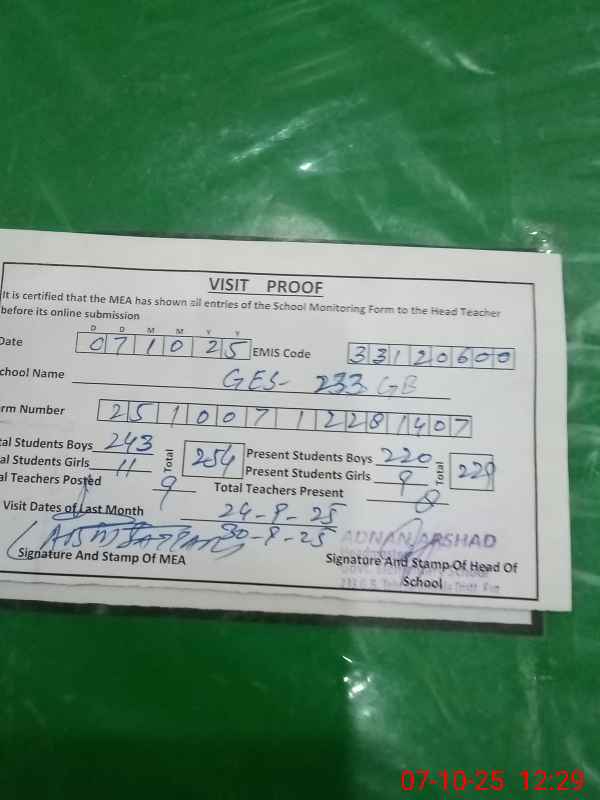 VISIT PROOF
It is certified that the MEA has shown all entries of the School Monitoring Form to the Head Teacher
before its online submission
D D M M Y Y
Date 0 7 1 0 2 5 EMIS Code 3 3 1 2 0 6 0 0
chool Name GES- 233 GB
orm Number 2 5 1 0 0 7 1 2 2 8 1 4 0 7
tal Students Boys 243 Total 254 Present Students Boys 220 Total 229
al Students Girls 11 Present Students Girls 9
al Teachers Posted 9 Total Teachers Present 8
Visit Dates of Last Month 24-9-25
30-9-25
ADNAN ARSHAD
Signature And Stamp Of MEA Signature And Stamp Of Head Of
School
07-10-25 12:29